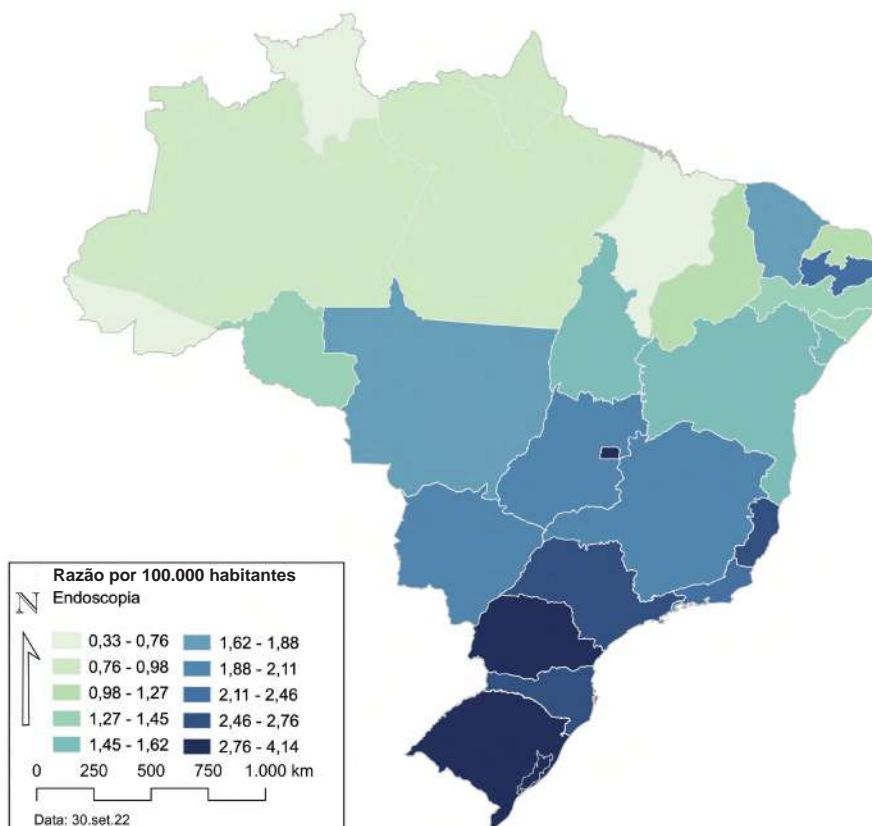 Razão por 100.000 habitantes
N Endoscopia
0,33 - 0,76
0,76 - 0,98
0,98 - 1,27
1,27 - 1,45
1,45 - 1,62
1,62 - 1,88
1,88 - 2,11
2,11 - 2,46
2,46 - 2,76
2,76 - 4,14
0 250 500 750 1.000 km
Data: 30.set.22